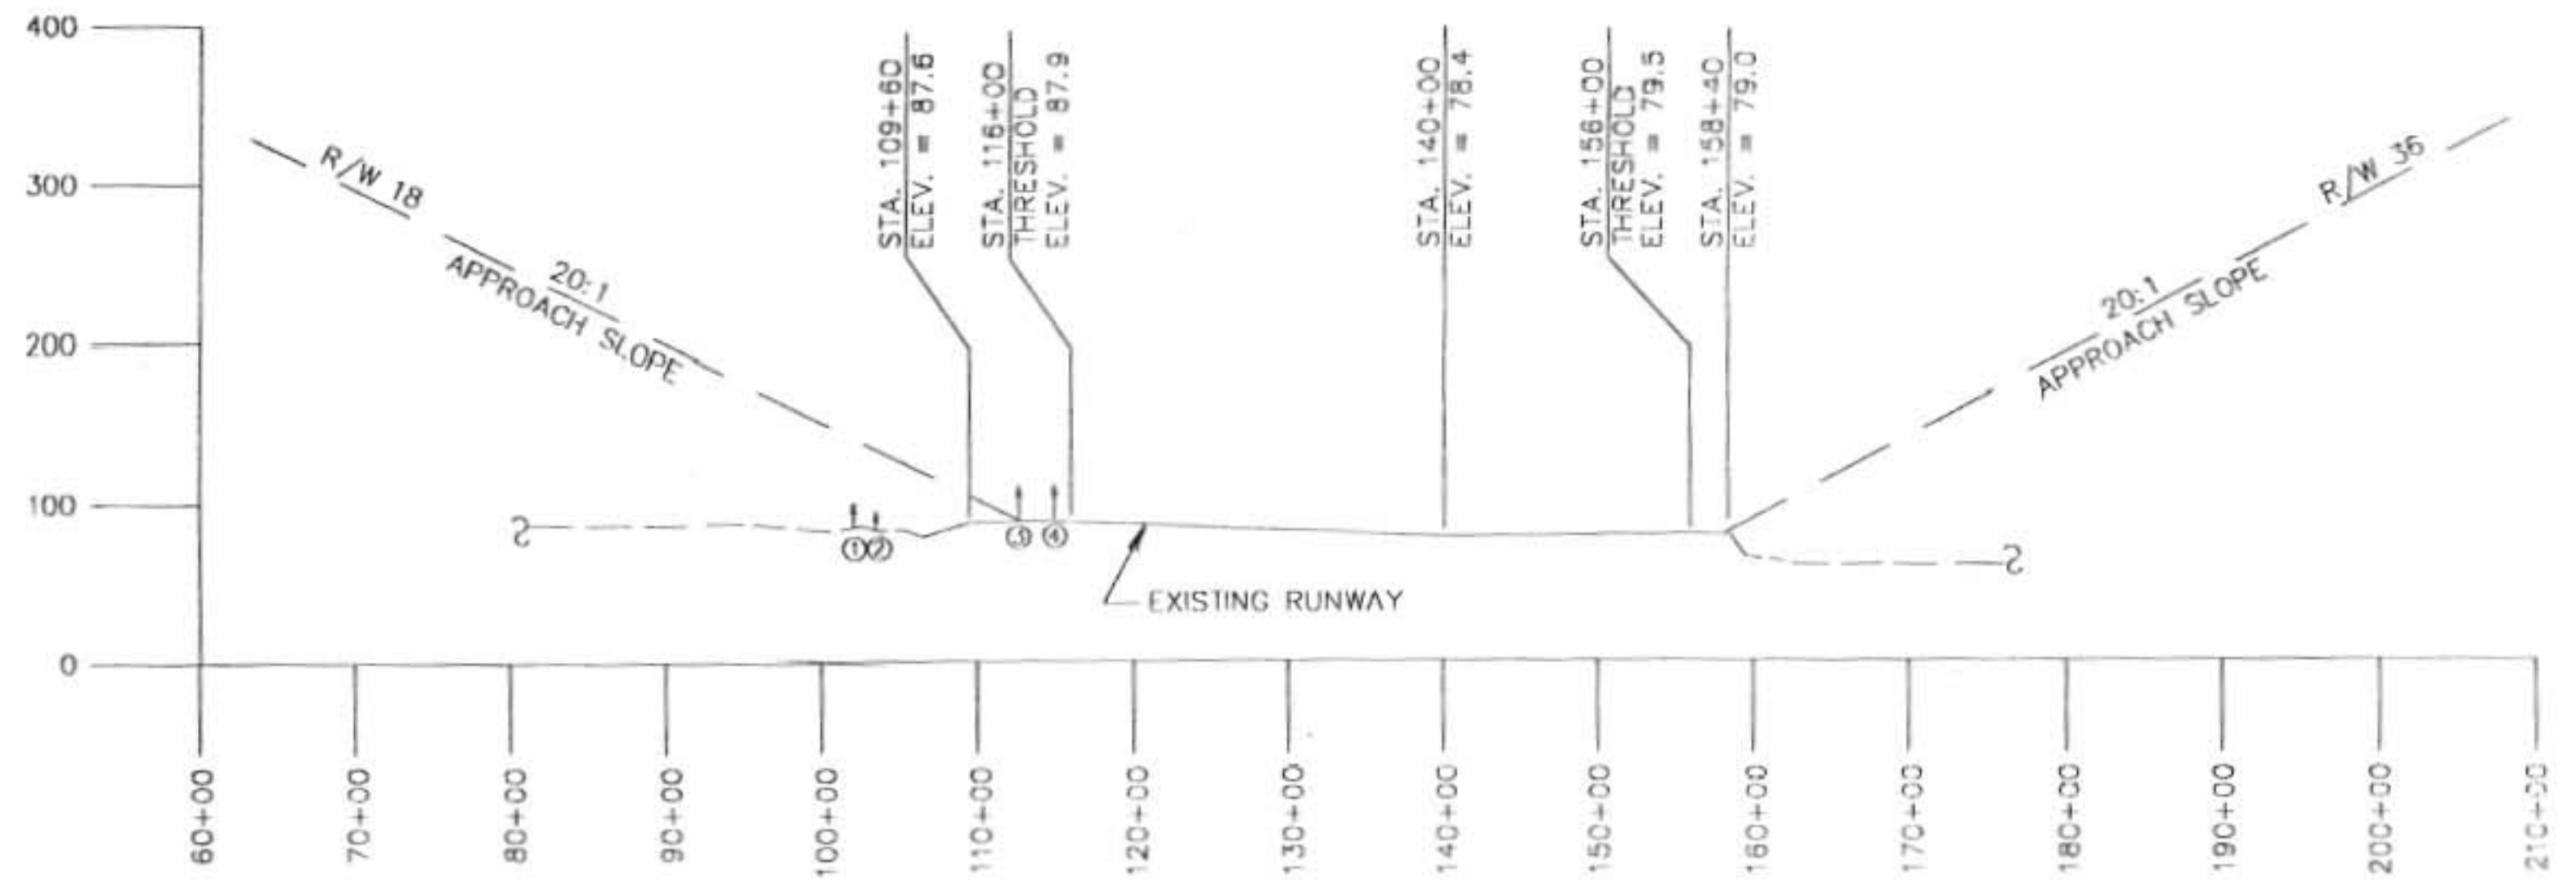 400
300
200
100
0
R/W 18
20:1
APPROACH SLOPE
STA. 109+60
ELEV. = 87.6
STA. 116+00
THRESHOLD
ELEV. = 87.9
STA. 140+00
ELEV. = 78.4
STA. 156+00
THRESHOLD
ELEV. = 79.5
STA. 158+40
ELEV. = 79.0
R/W 36
20:1
APPROACH SLOPE
① ② ③ ④
EXISTING RUNWAY
60+00
70+00
80+00
90+00
100+00
110+00
120+00
130+00
140+00
150+00
160+00
170+00
180+00
190+00
200+00
210+00